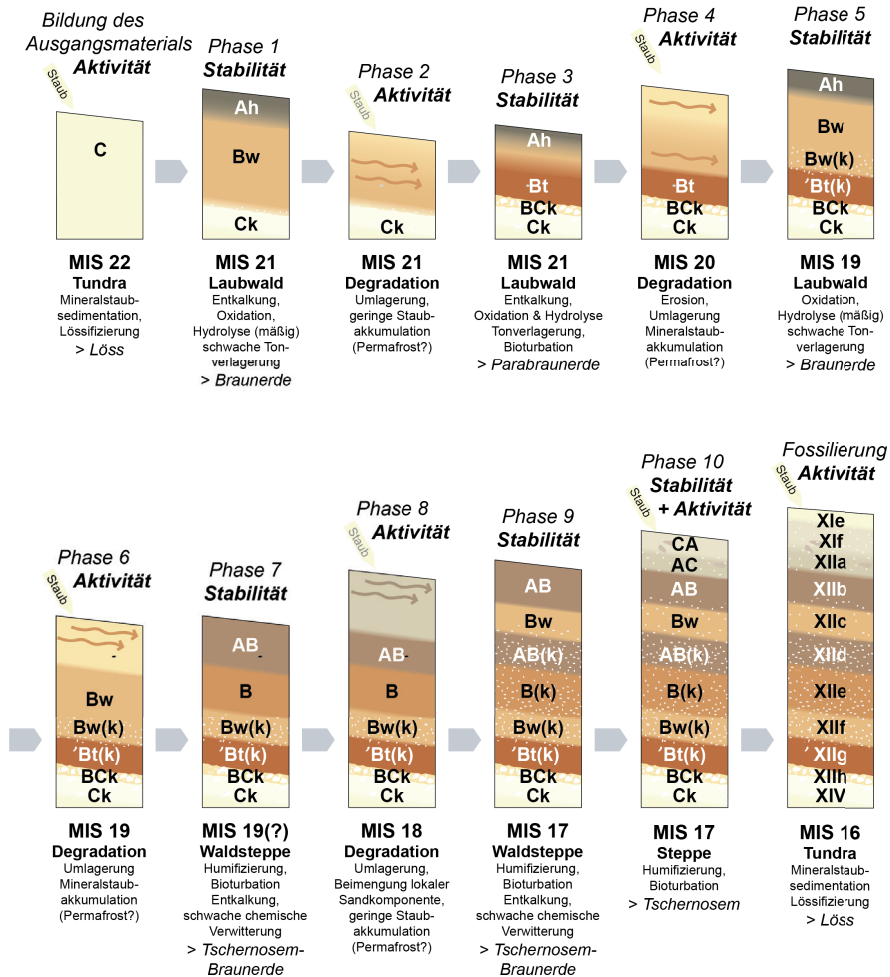 Bildung des
Ausgangsmaterials
Aktivität
Staub
C
MIS 22
Tundra
Mineralstaub-
sedimentation,
Lössifizierung
> Löss
Phase 1
Stabilität
Ah
Bw
Ck
MIS 21
Laubwald
Entkalkung,
Oxidation,
Hydrolyse (mäßig)
schwache Ton-
verlagerung
> Braunerde
Phase 2
Aktivität
Staub
Ck
MIS 21
Degradation
Umlagerung,
geringe Staub-
akkumulation
(Permafrost?)
Phase 3
Stabilität
Ah
Bt
BCk
Ck
MIS 21
Laubwald
Entkalkung,
Oxidation & Hydrolyse
Tonverlagerung,
Bioturbation
> Parabraunerde
Phase 4
Aktivität
Staub
Bt
BCk
Ck
MIS 20
Degradation
Erosion,
Umlagerung
Mineralstaub-
akkumulation
(Permafrost?)
Phase 5
Stabilität
Ah
Bw
Bw(k)
Bt(k)
BCk
Ck
MIS 19
Laubwald
Oxidation,
Hydrolyse (mäßig)
schwache Ton-
verlagerung
> Braunerde
Phase 6
Aktivität
Staub
Bw
Bw(k)
Bt(k)
BCk
Ck
MIS 19
Degradation
Umlagerung
Mineralstaub-
akkumulation
(Permafrost?)
Phase 7
Stabilität
AB
B
Bw(k)
Bt(k)
BCk
Ck
MIS 19(?)
Waldsteppe
Humifizierung,
Bioturbation
Entkalkung,
schwache chemische
Verwitterung
> Tschernosem-
Braunerde
Phase 8
Aktivität
Staub
AB
B
Bw(k)
Bt(k)
BCk
Ck
MIS 18
Degradation
Umlagerung,
Beimengung lokaler
Sandkomponente,
geringe Staub-
akkumulation
(Permafrost?)
Phase 9
Stabilität
AB
Bw
AB(k)
B(k)
Bw(k)
Bt(k)
BCk
Ck
MIS 17
Waldsteppe
Humifizierung,
Bioturbation
Entkalkung,
schwache chemische
Verwitterung
> Tschernosem-
Braunerde
Phase 10
Stabilität
+ Aktivität
Staub
CA
AC
AB
Bw
AB(k)
B(k)
Bw(k)
Bt(k)
BCk
Ck
MIS 17
Steppe
Humifizierung,
Bioturbation
> Tschernosem
Fossilierung
Aktivität
Staub
XIe
XIf
XIIa
XIIb
XIIc
XIId
XIIe
XIIf
XIIg
XIIh
XIV
MIS 16
Tundra
Mineralstaub-
sedimentation
Lössifizierung
> Löss